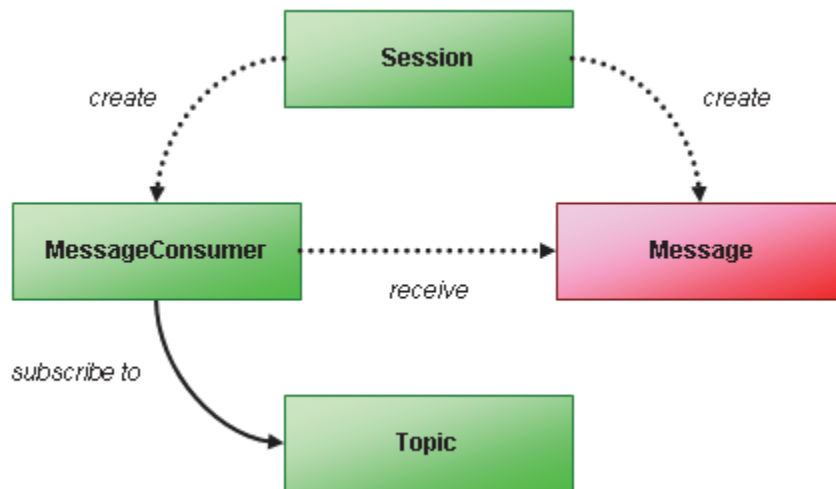 Session
create
create
MessageConsumer
Message
receive
subscribe to
Topic